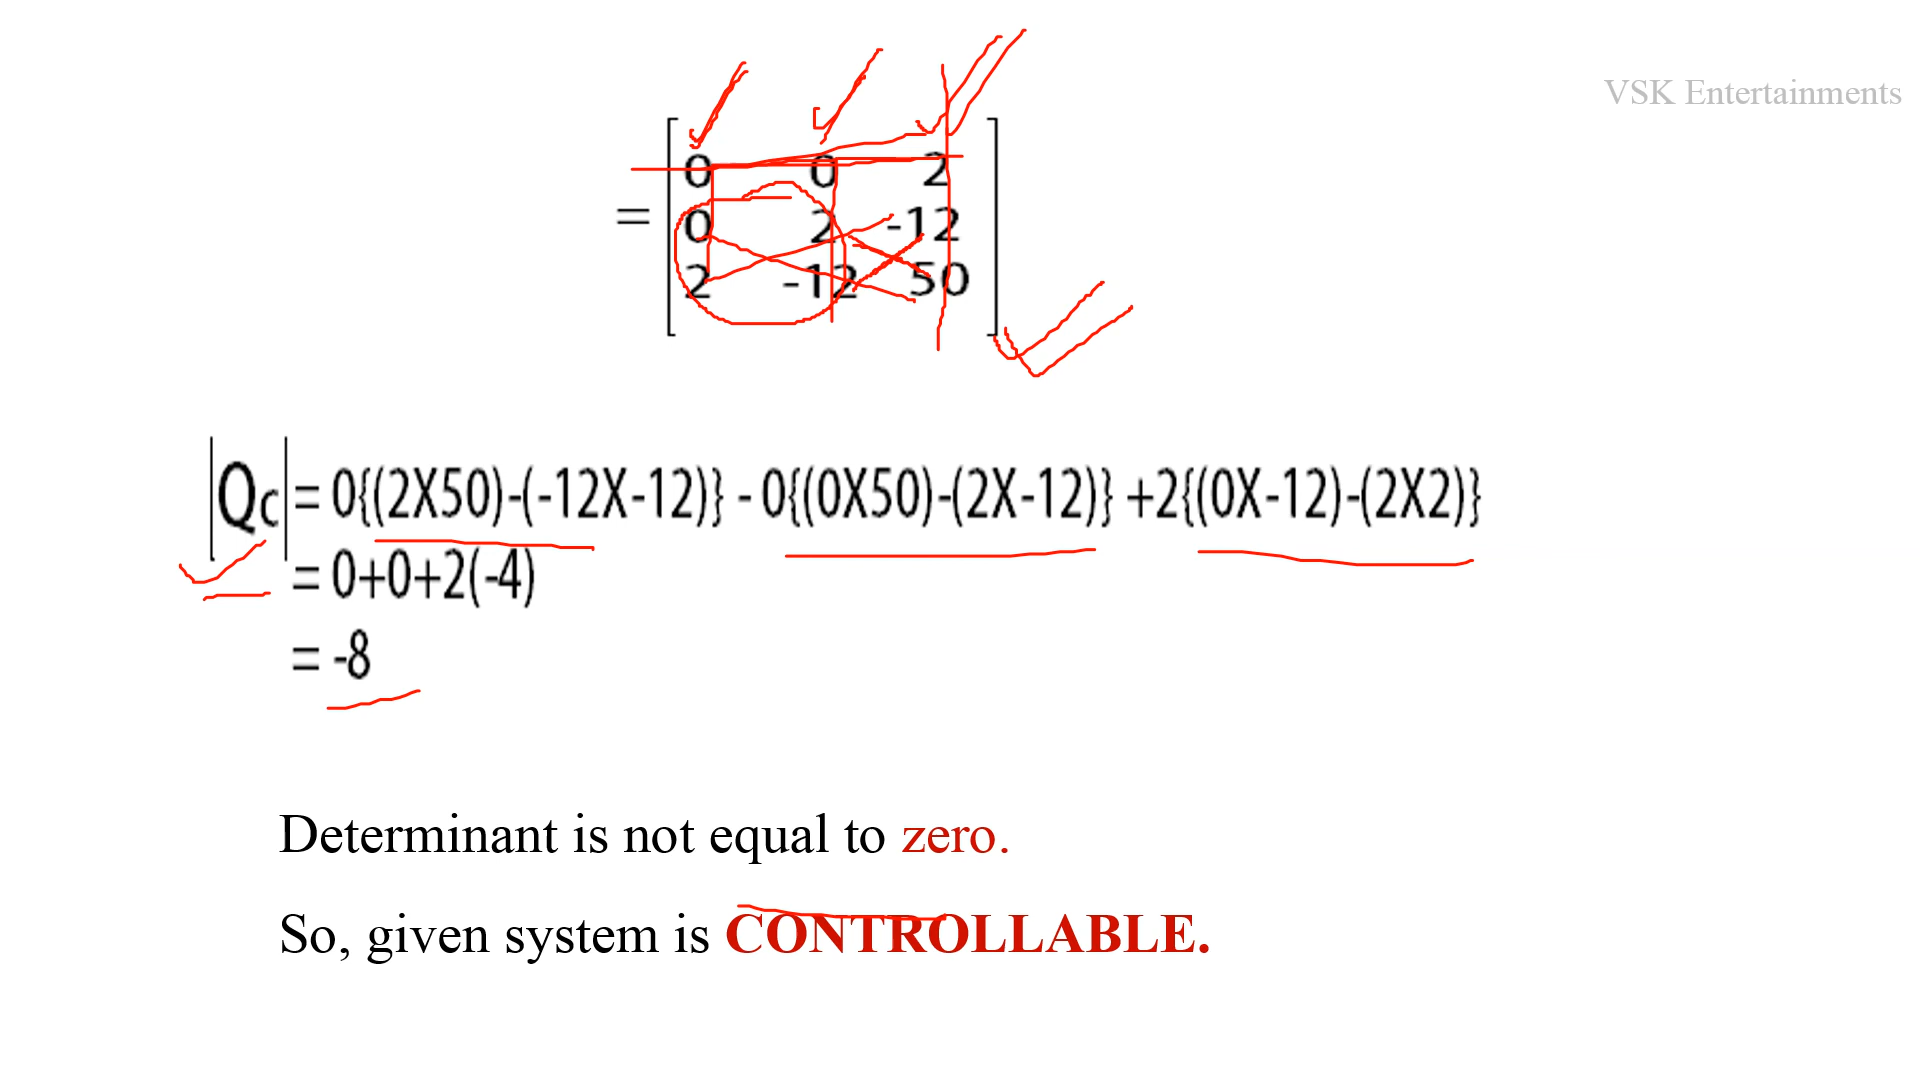 VSK Entertainments
0 0 2
= 0 2 -12
2 -12 50
|Qc| = 0{(2X50)-(-12X-12)} - 0{(0X50)-(2X-12)} +2{(0X-12)-(2X2)}
= 0+0+2(-4)
= -8
Determinant is not equal to zero.
So, given system is CONTROLLABLE.